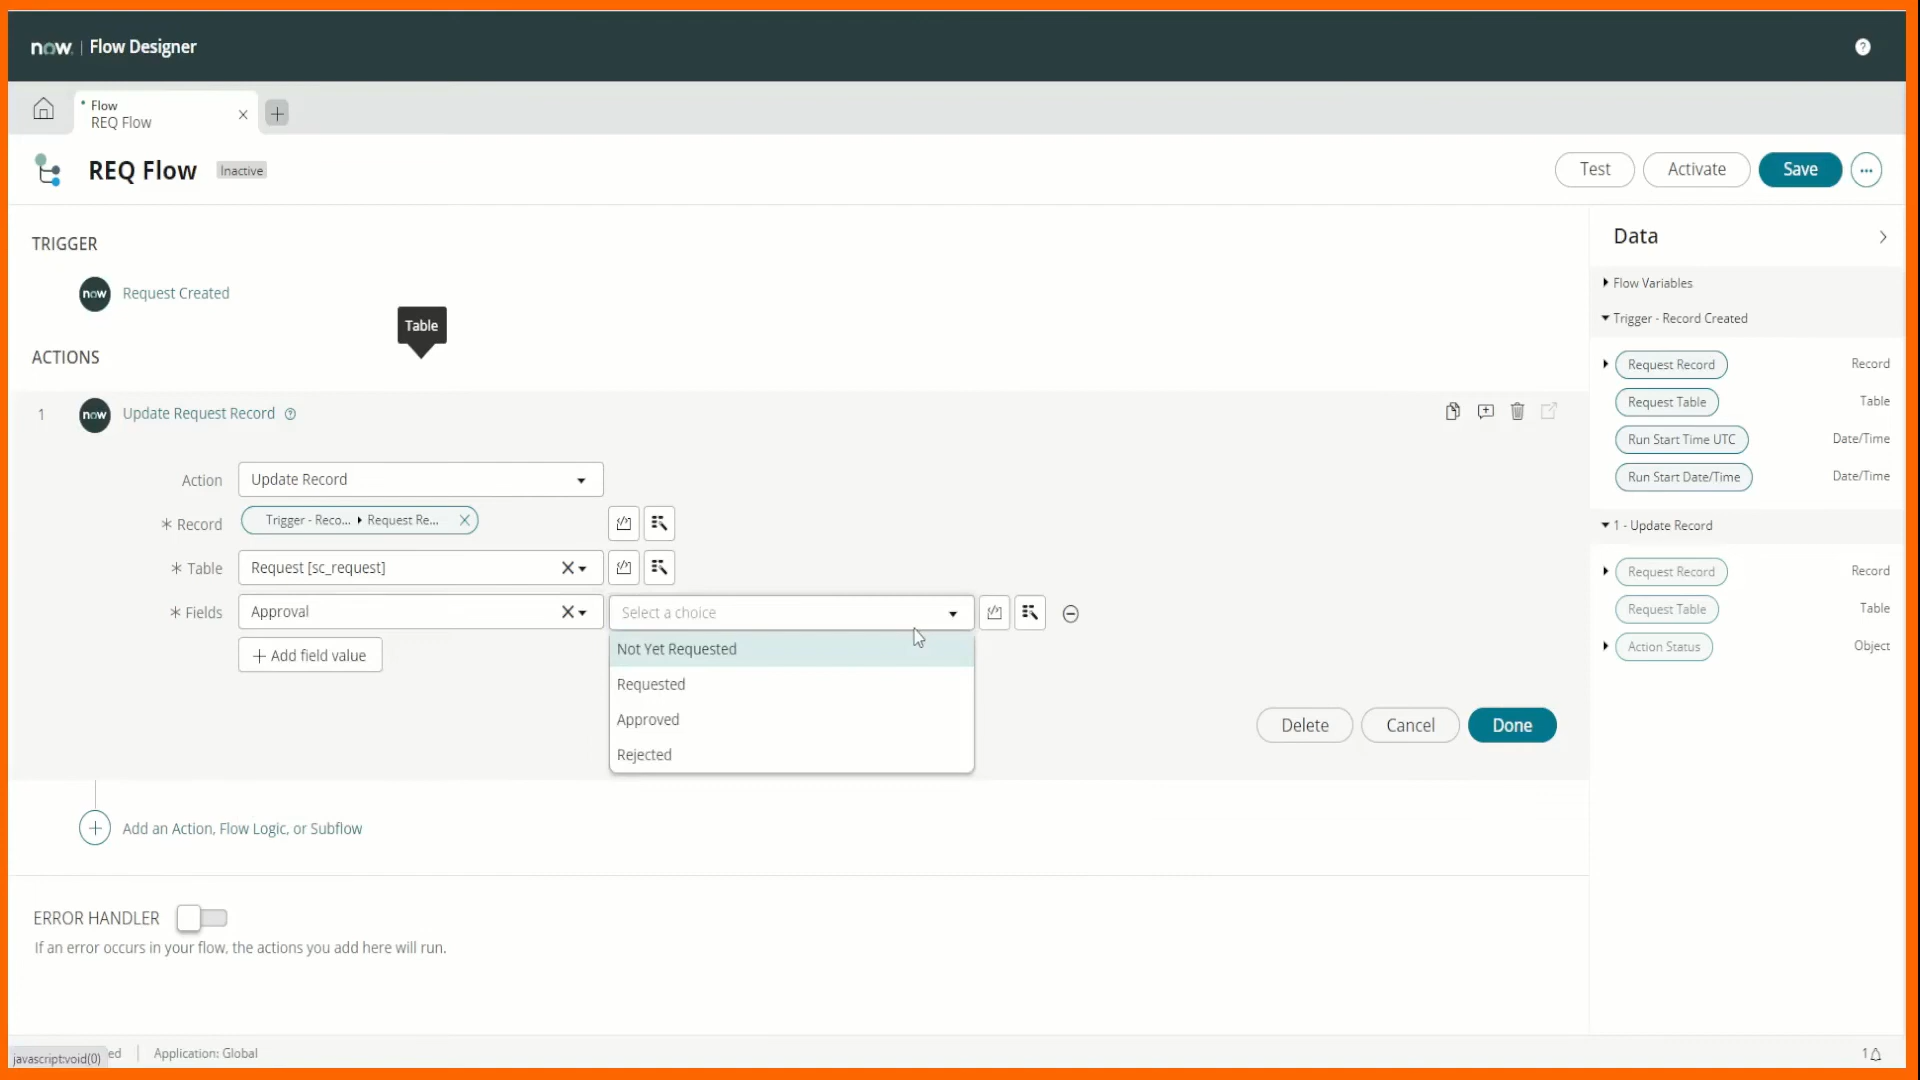 now. | Flow Designer
?
* Flow
REQ Flow
REQ Flow
Inactive
Test
Activate
Save
TRIGGER
now
Request Created
Table
ACTIONS
1
now
Update Request Record
Action
Update Record
* Record
Trigger - Reco... ▸ Request Re...
* Table
Request [sc_request]
* Fields
Approval
Select a choice
+ Add field value
Not Yet Requested
Requested
Approved
Rejected
Delete
Cancel
Done
Add an Action, Flow Logic, or Subflow
ERROR HANDLER
If an error occurs in your flow, the actions you add here will run.
Data
Flow Variables
Trigger - Record Created
Request Record
Record
Request Table
Table
Run Start Time UTC
Date/Time
Run Start Date/Time
Date/Time
1 - Update Record
Request Record
Record
Request Table
Table
Action Status
Object
javascript:void(0)
Application: Global
1